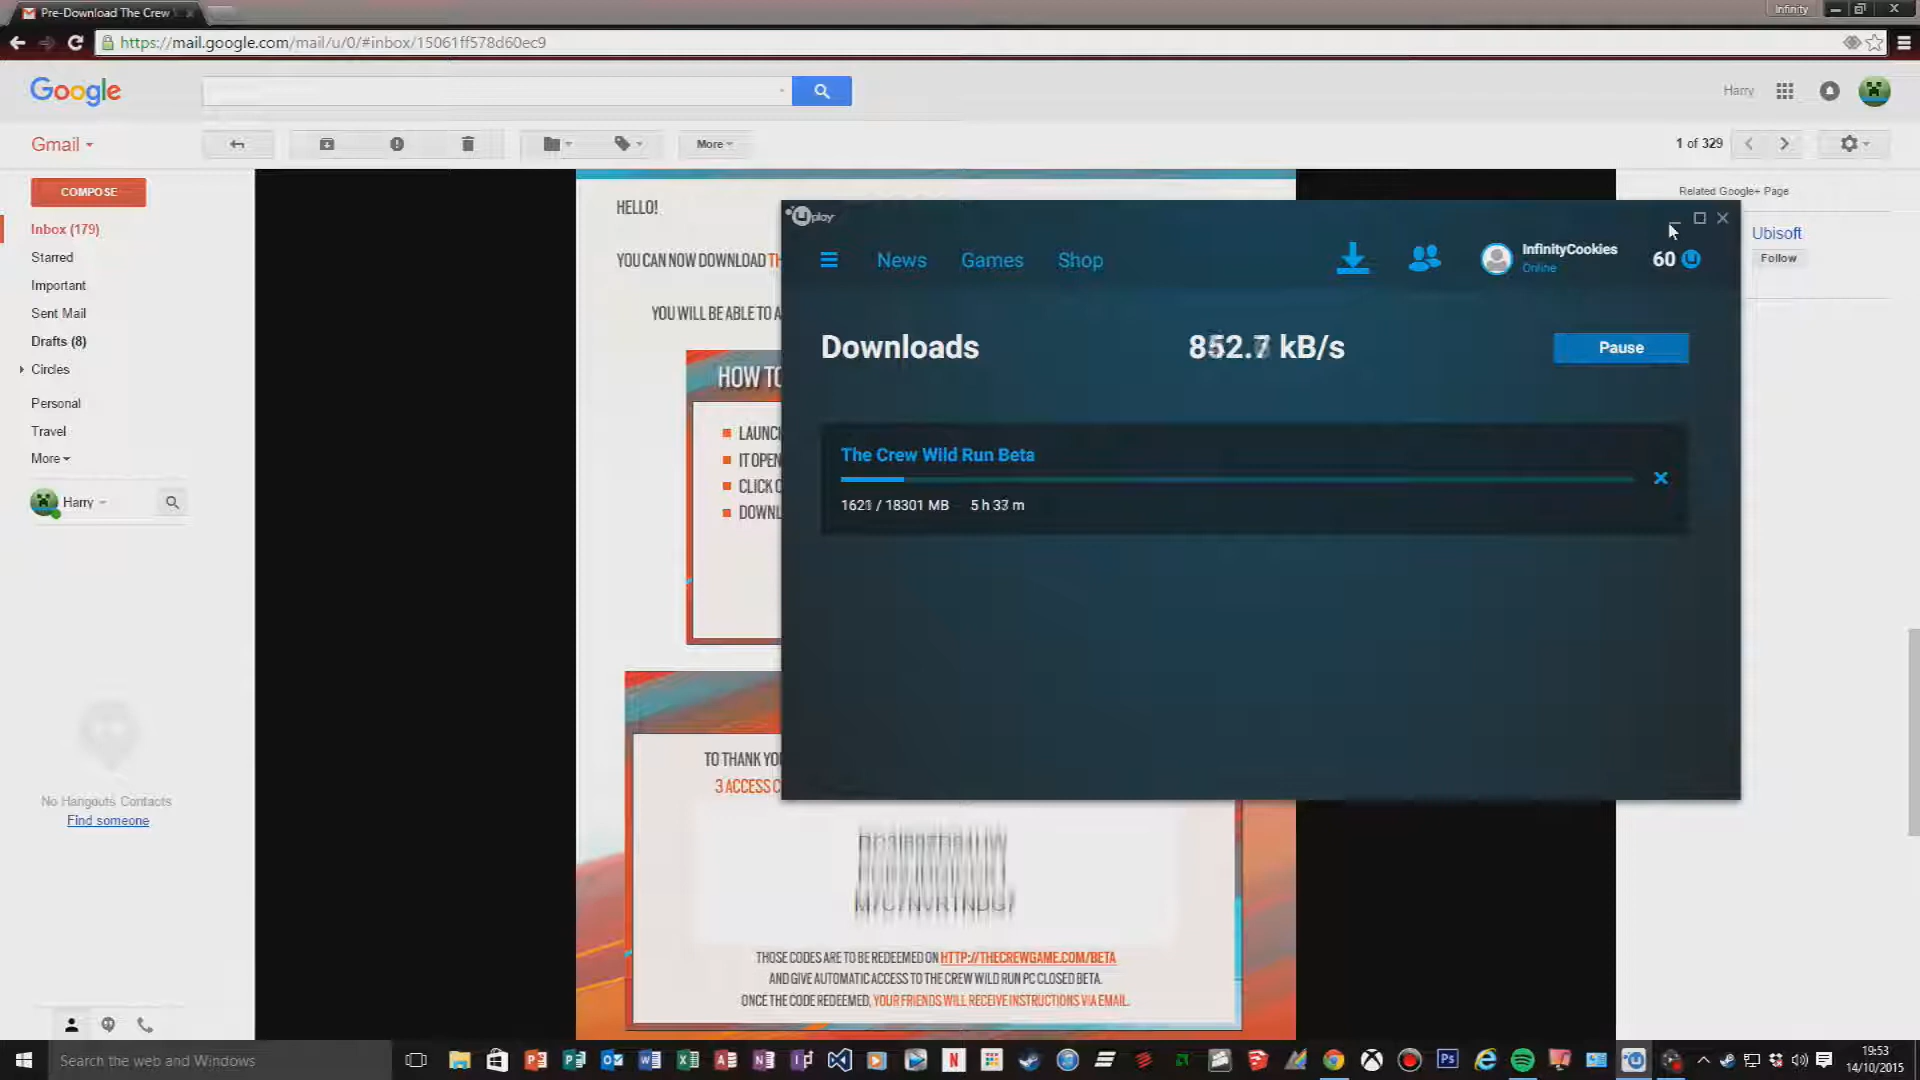 Pre-Download The Crew
Infinity
https://mail.google.com/mail/u/0/#inbox/15061ff578d60ec9
Google
Harry
Gmail
More
1 of 329
COMPOSE
Inbox (179)
Starred
Important
Sent Mail
Drafts (8)
Circles
Personal
Travel
More
Harry
No Hangouts Contacts
Find someone
Related Google+ Page
Ubisoft
Follow
HELLO!
YOU CAN NOW DOWNLOAD
YOU WILL BE ABLE TO A
HOW TO
LAUNC
IT OPEN
CLICK
DOWNL
TO THANK YOU
3 ACCESS C
THOSE CODES ARE TO BE REDEEMED ON HTTP://THECREWGAME.COM/BETA
AND GIVE AUTOMATIC ACCESS TO THE CREW WILD RUN PC CLOSED BETA.
ONCE THE CODE REDEEMED, YOUR FRIENDS WILL RECEIVE INSTRUCTIONS VIA EMAIL.
Uplay
News Games Shop
InfinityCookies
Online
60
Downloads
852.7 kB/s
Pause
The Crew Wild Run Beta
1621 / 18301 MB 5 h 33 m
Search the web and Windows
19:53
14/10/2015